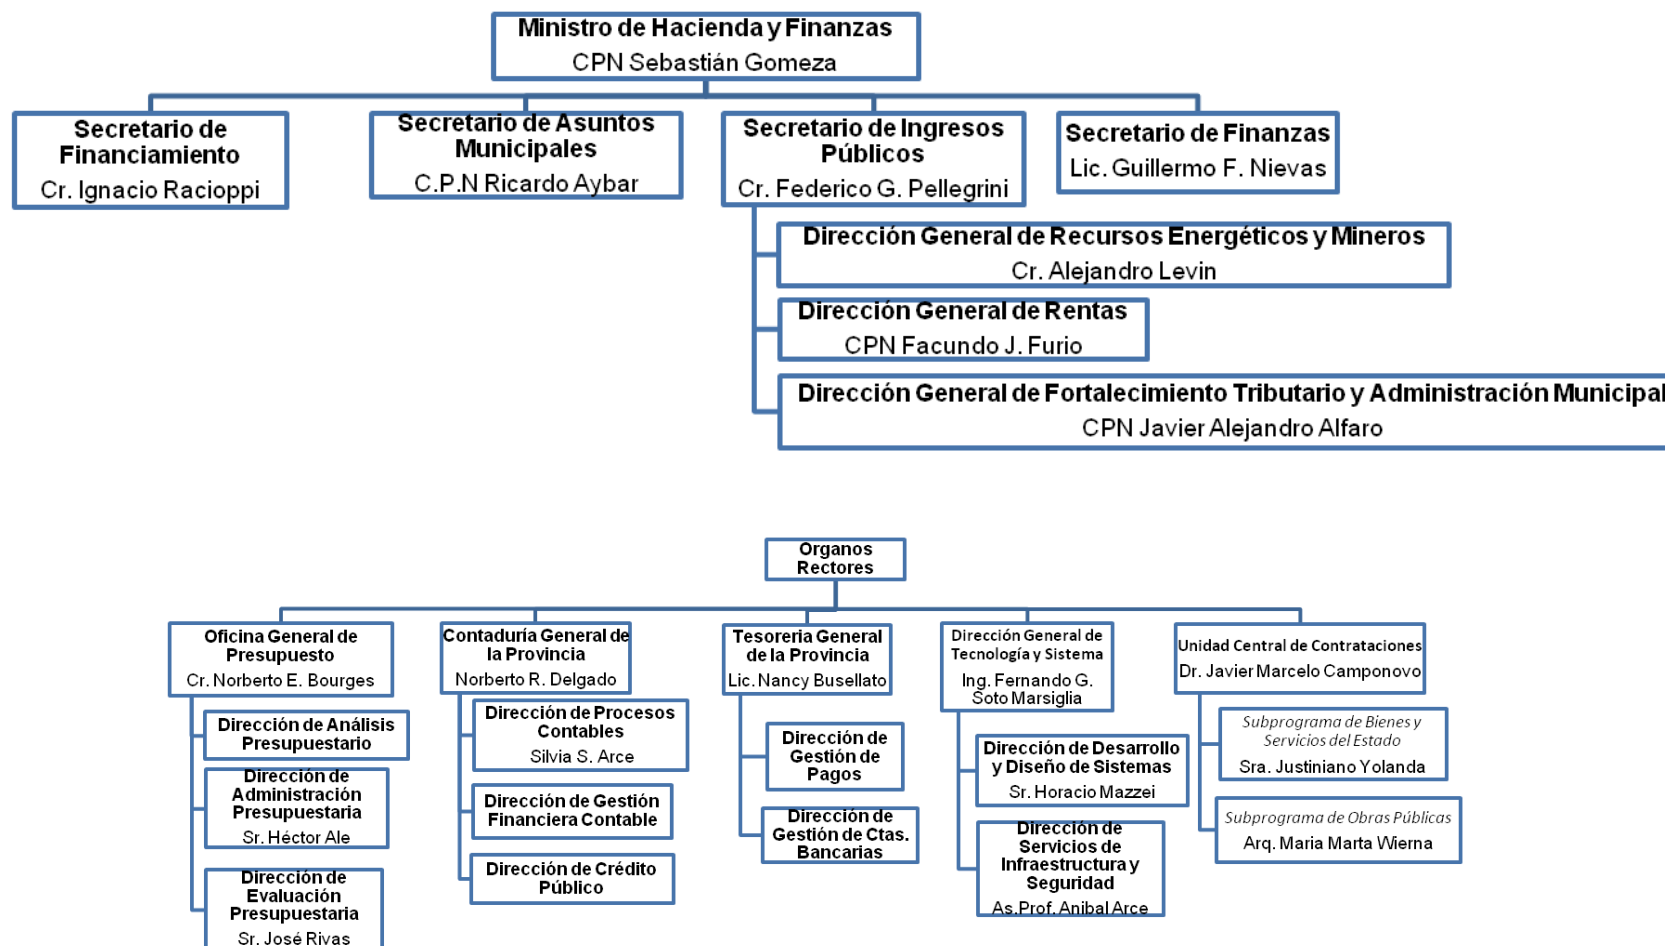 Ministro de Hacienda y Finanzas
CPN Sebastián Gomeza
Secretario de
Financiamiento
Cr. Ignacio Racioppi
Secretario de Asuntos
Municipales
C.P.N Ricardo Aybar
Secretario de Ingresos
Públicos
Cr. Federico G. Pellegrini
Secretario de Finanzas
Lic. Guillermo F. Nievas
Dirección General de Recursos Energéticos y Mineros
Cr. Alejandro Levin
Dirección General de Rentas
CPN Facundo J. Furio
Dirección General de Fortalecimiento Tributario y Administración Municipal
CPN Javier Alejandro Alfaro
Organos
Rectores
Oficina General de
Presupuesto
Cr. Norberto E. Bourges
Dirección de Análisis
Presupuestario
Dirección de
Administración
Presupuestaria
Sr. Héctor Ale
Dirección de
Evaluación
Presupuestaria
Sr. José Rivas
Contaduría General de
la Provincia
Norberto R. Delgado
Dirección de Procesos
Contables
Silvia S. Arce
Dirección de Gestión
Financiera Contable
Dirección de Crédito
Público
Tesoreria General
de la Provincia
Lic. Nancy Busellato
Dirección de
Gestión de
Pagos
Dirección de
Gestión de Ctas.
Bancarias
Dirección General de
Tecnología y Sistema
Ing. Fernando G.
Soto Marsiglia
Dirección de Desarrollo
y Diseño de Sistemas
Sr. Horacio Mazzei
Dirección de
Servicios de
Infraestructura y
Seguridad
As.Prof. Anibal Arce
Unidad Central de Contrataciones
Dr. Javier Marcelo Camponovo
Subprograma de Bienes y
Servicios del Estado
Sra. Justiniano Yolanda
Subprograma de Obras Públicas
Arq. Maria Marta Wierna